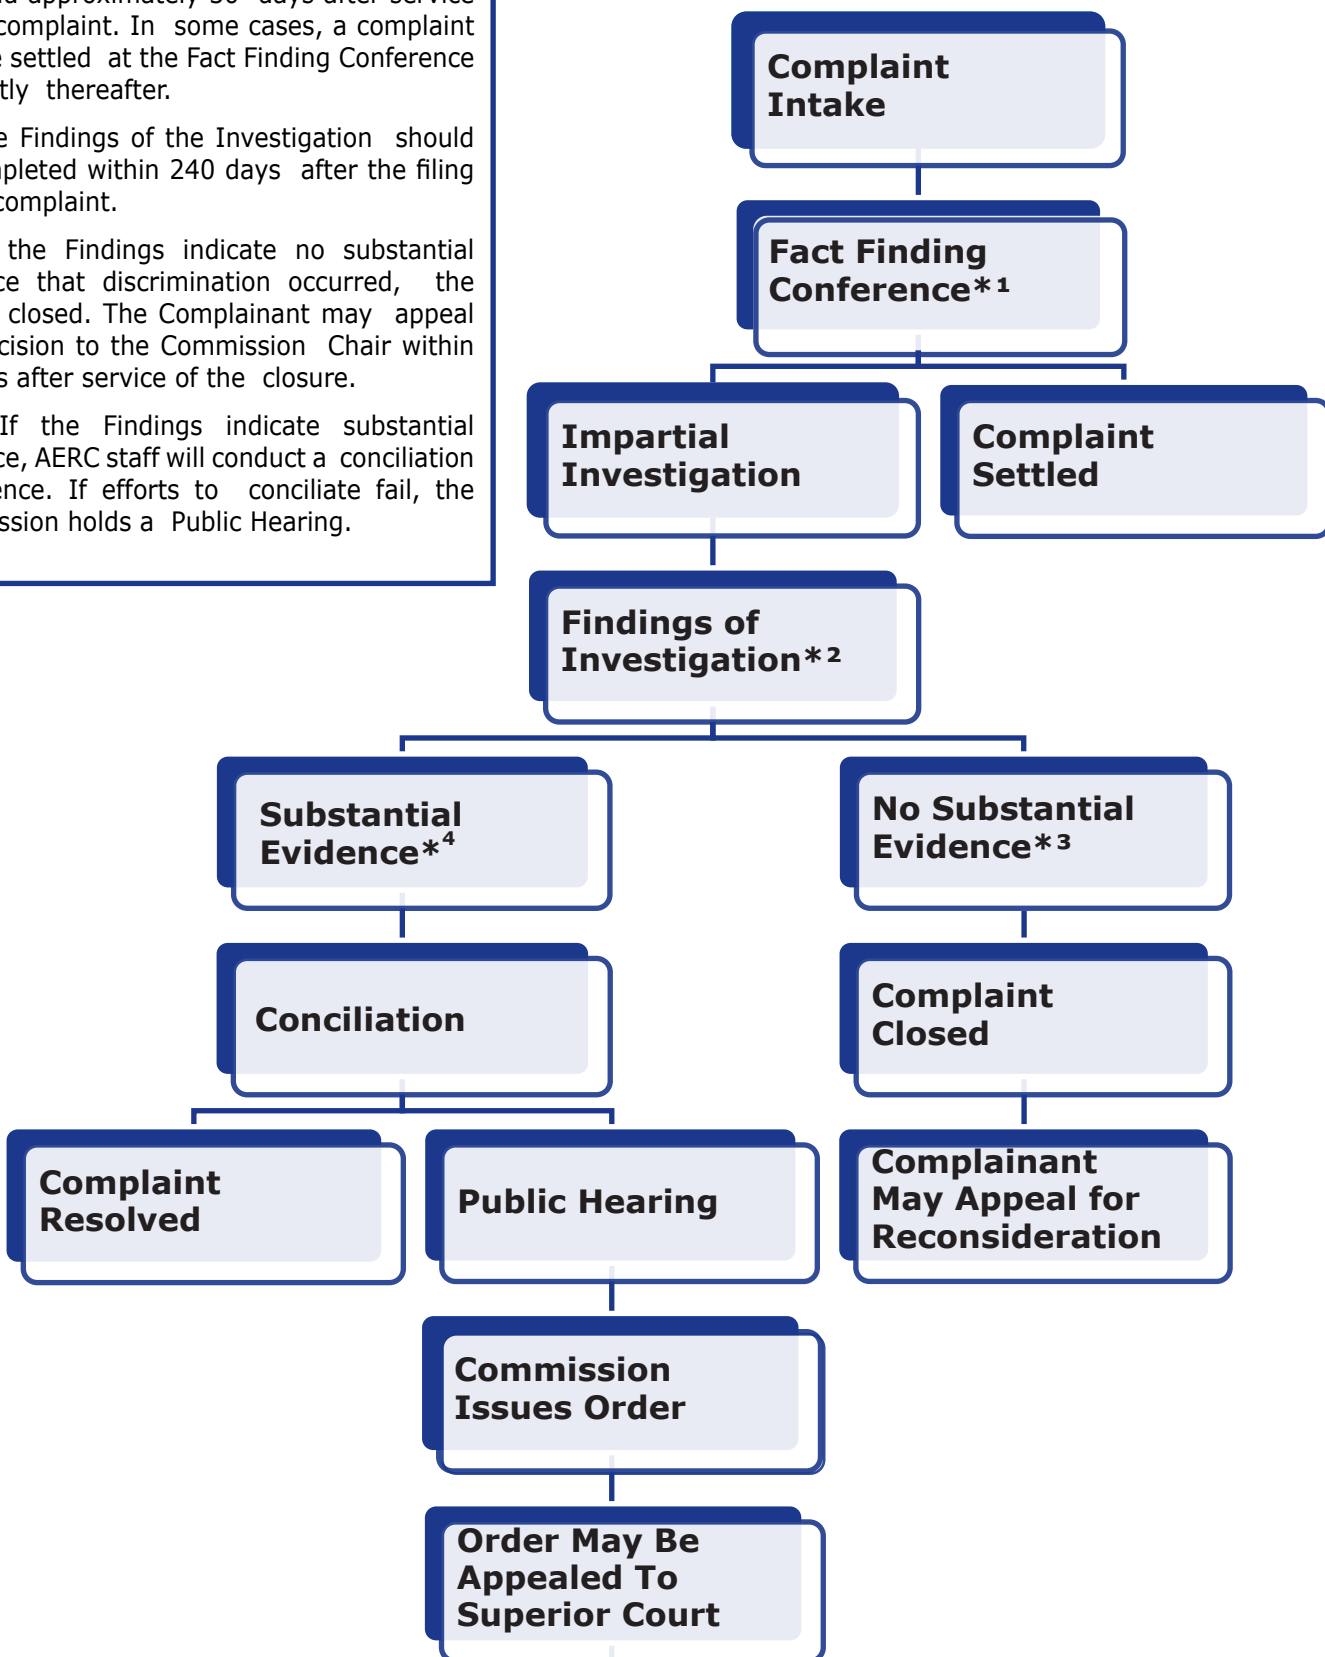 days after service
complaint. In some cases, a complaint
settled at the Fact Finding Conference
thereafter.
Findings of the Investigation should
within 240 days after the filing
complaint.
the Findings indicate no substantial
that discrimination occurred, the
closed. The Complainant may appeal
to the Commission Chair within
after service of the closure.
If the Findings indicate substantial
AERC staff will conduct a conciliation
If efforts to conciliate fail, the
holds a Public Hearing.
Complaint
Intake
Fact Finding
Conference*¹
Impartial
Investigation
Complaint
Settled
Findings of
Investigation*²
Substantial
Evidence*⁴
No Substantial
Evidence*³
Conciliation
Complaint
Closed
Complaint
Resolved
Public Hearing
Complainant
May Appeal for
Reconsideration
Commission
Issues Order
Order May Be
Appealed To
Superior Court